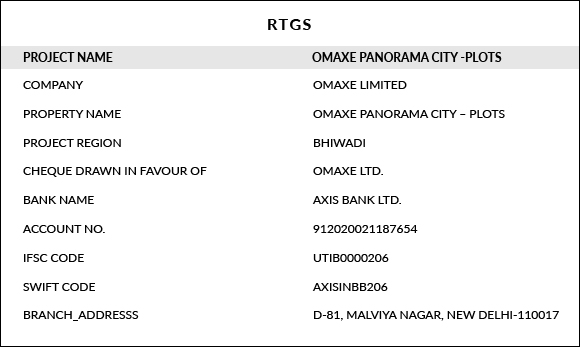 RTGS
PROJECT NAME OMAXE PANORAMA CITY -PLOTS
COMPANY OMAXE LIMITED
PROPERTY NAME OMAXE PANORAMA CITY – PLOTS
PROJECT REGION BHIWADI
CHEQUE DRAWN IN FAVOUR OF OMAXE LTD.
BANK NAME AXIS BANK LTD.
ACCOUNT NO. 912020021187654
IFSC CODE UTIB0000206
SWIFT CODE AXISINBB206
BRANCH_ADDRESSS D-81, MALVIYA NAGAR, NEW DELHI-110017